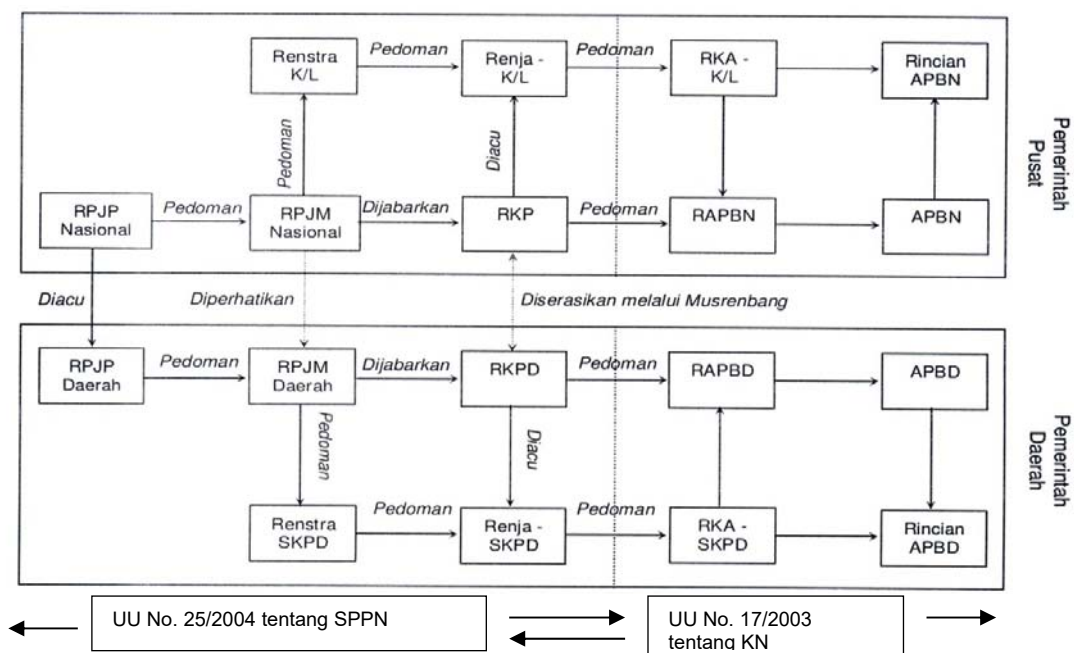 Pedoman
Pedoman
Renstra
K/L
Renja -
K/L
RKA -
K/L
Rincian
APBN
Pedoman
Diacu
Pemerintah
Pusat
RPJP
Nasional
Pedoman
RPJM
Nasional
Dijabarkan
RKP
Pedoman
RAPBN
APBN
Diacu
Diperhatikan
Diserasikan melalui Musrenbang
RPJP
Daerah
Pedoman
RPJM
Daerah
Dijabarkan
RKPD
Pedoman
RAPBD
APBD
Pedoman
Diacu
Pemerintah
Daerah
Renstra
SKPD
Pedoman
Renja -
SKPD
Pedoman
RKA -
SKPD
Rincian
APBD
UU No. 25/2004 tentang SPPN
UU No. 17/2003
tentang KN